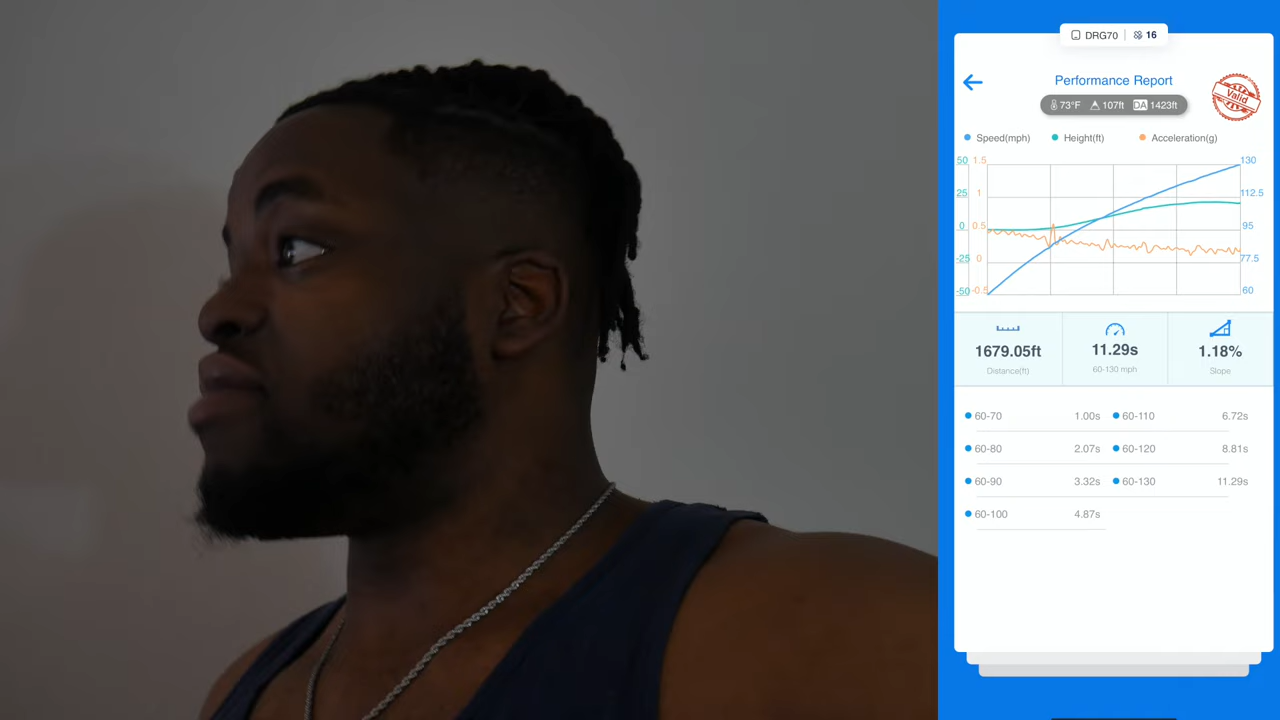 DRG70 16
Performance Report
73°F 107ft DA 1423ft
Valid
Speed(mph) Height(ft) Acceleration(g)
50 1.5 130
25 1 112.5
0 0.5 95
-25 0 77.5
-50 -0.5 60
1679.05ft 11.29s 1.18%
Distance(ft) 60-130 mph Slope
60-70 1.00s 60-110 6.72s
60-80 2.07s 60-120 8.81s
60-90 3.32s 60-130 11.29s
60-100 4.87s